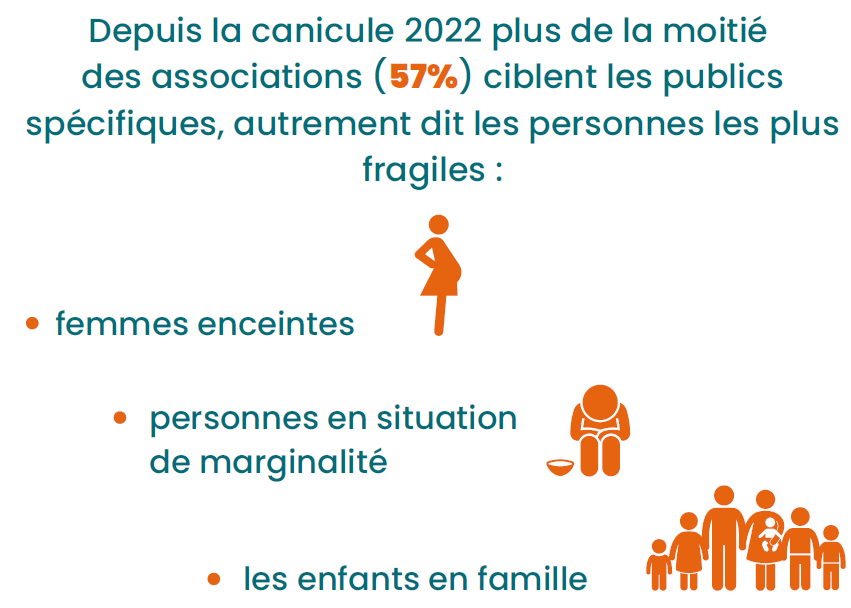 Depuis la canicule 2022 plus de la moitié
des associations (57%) ciblent les publics
spécifiques, autrement dit les personnes les plus
fragiles :
• femmes enceintes
• personnes en situation
de marginalité
• les enfants en famille